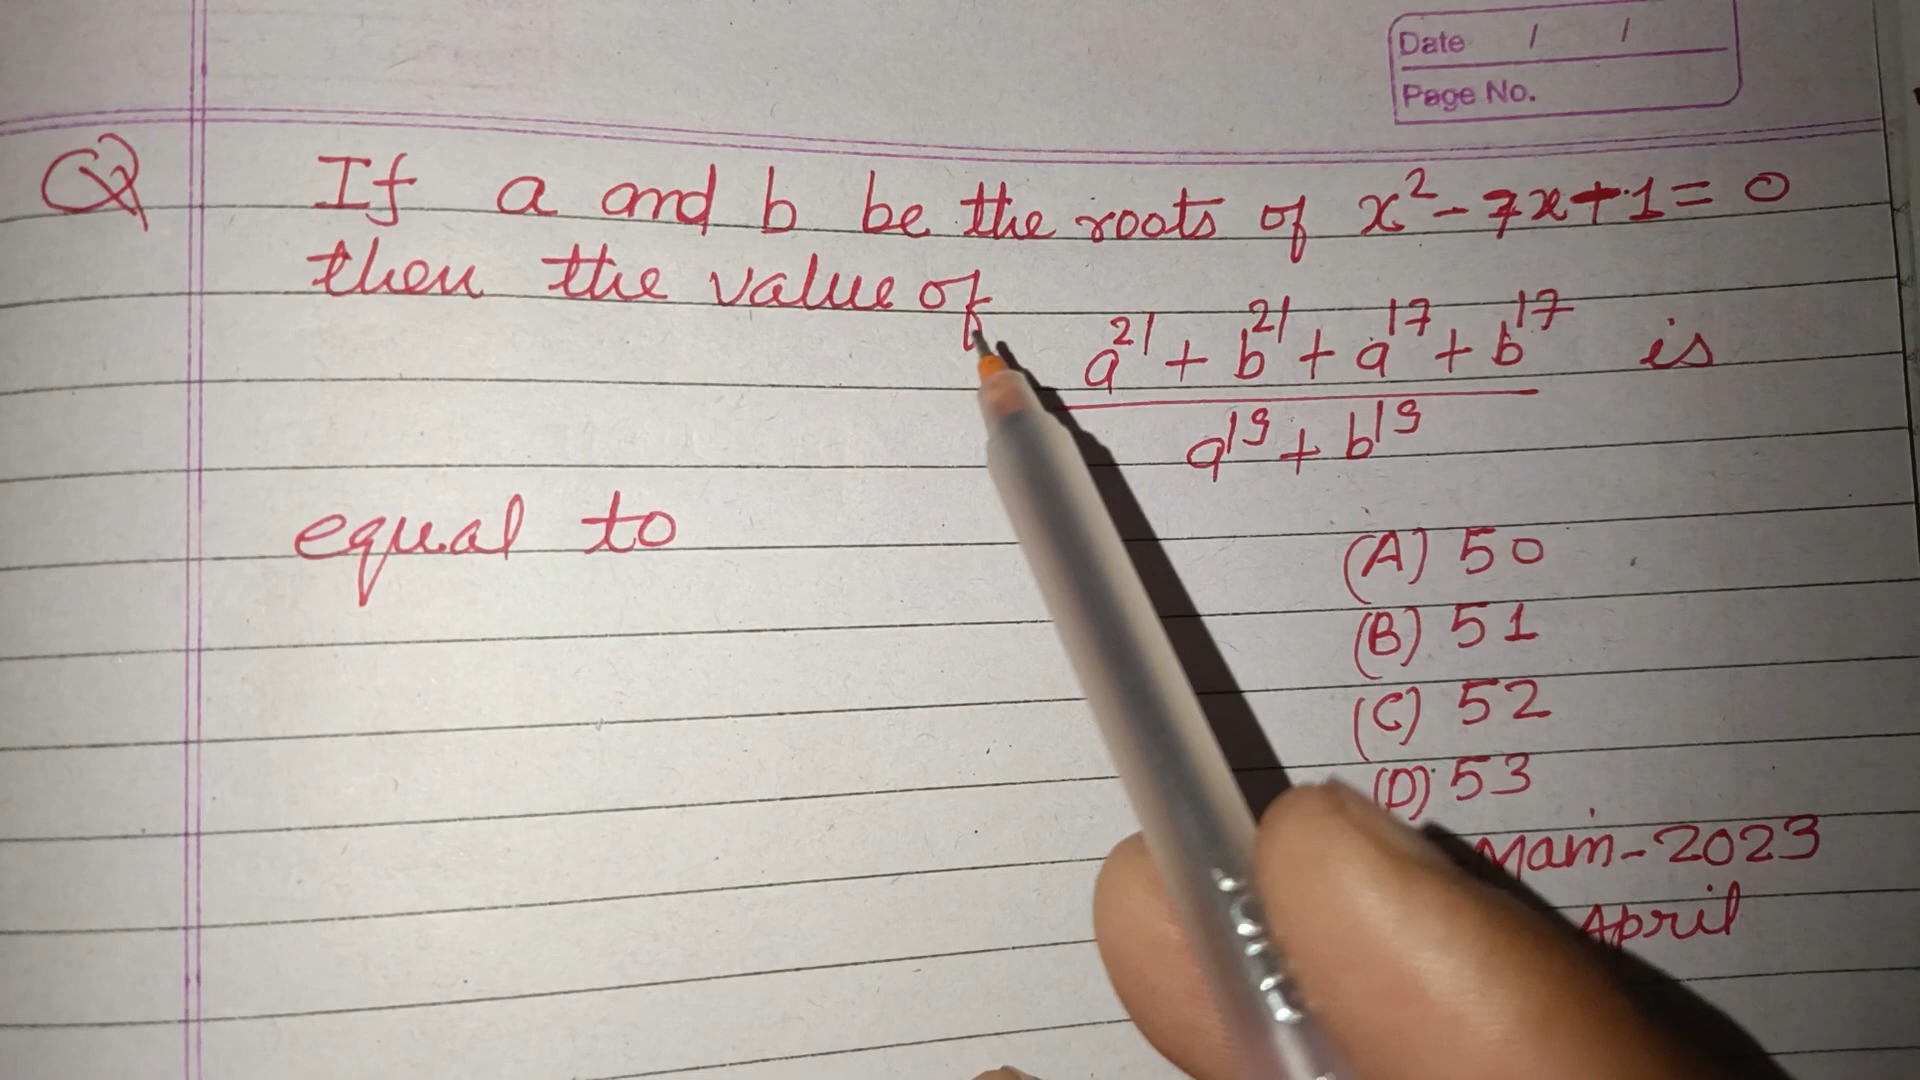 Date / /
Page No.
Q If a and b be the roots of x² - 7x + 1 = 0
then the value of
a²¹ + b²¹ + a¹⁷ + b¹⁷ is
a¹⁹ + b¹⁹
equal to
(A) 50
(B) 51
(C) 52
(D) 53
Main - 2023
April